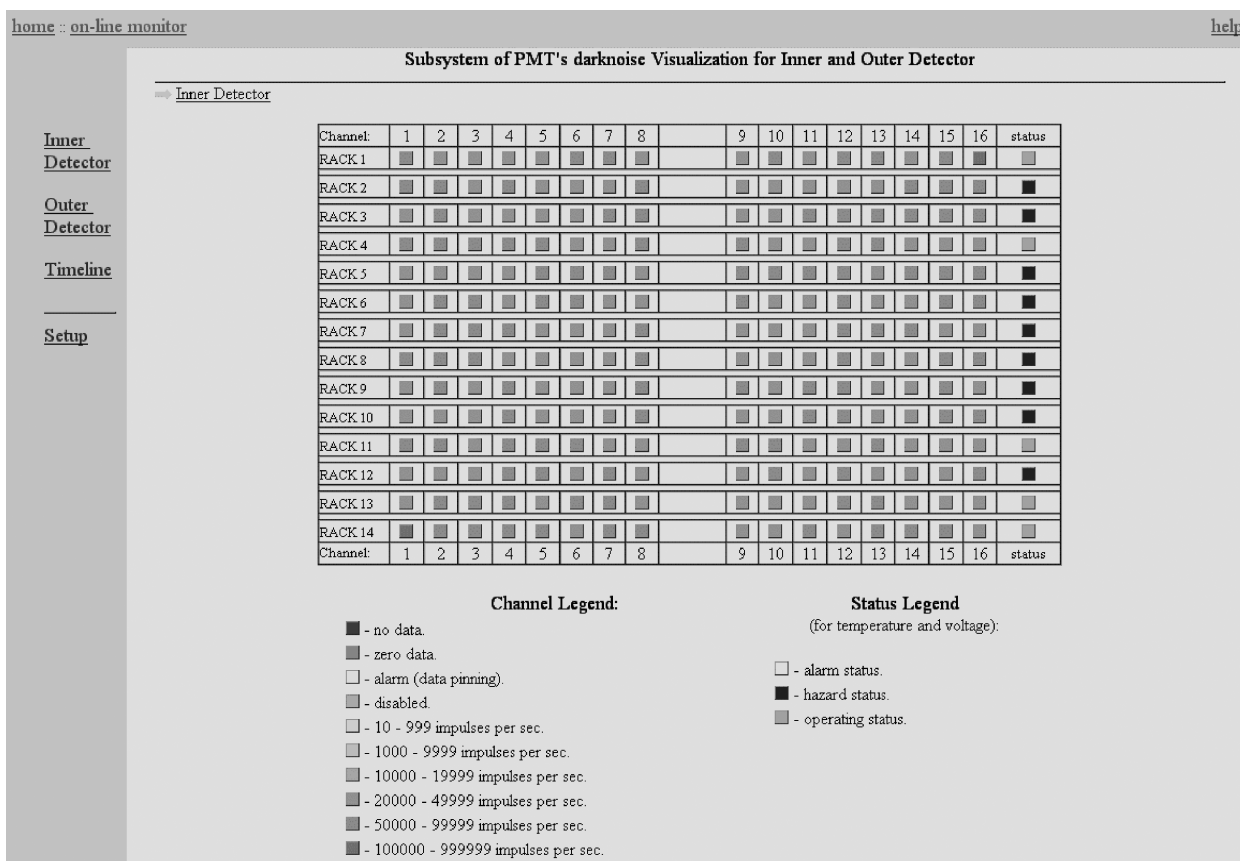 home :: on-line monitor help
Subsystem of PMT's darknoise Visualization for Inner and Outer Detector
Inner Detector
Inner
Detector
Outer
Detector
Timeline
Setup
Channel: 1 2 3 4 5 6 7 8 9 10 11 12 13 14 15 16 status
RACK 1
RACK 2
RACK 3
RACK 4
RACK 5
RACK 6
RACK 7
RACK 8
RACK 9
RACK 10
RACK 11
RACK 12
RACK 13
RACK 14
Channel: 1 2 3 4 5 6 7 8 9 10 11 12 13 14 15 16 status
Channel Legend:
- no data.
- zero data.
- alarm (data pinning).
- disabled.
- 10 - 999 impulses per sec.
- 1000 - 9999 impulses per sec.
- 10000 - 19999 impulses per sec.
- 20000 - 49999 impulses per sec.
- 50000 - 99999 impulses per sec.
- 100000 - 999999 impulses per sec.
Status Legend
(for temperature and voltage):
- alarm status.
- hazard status.
- operating status.